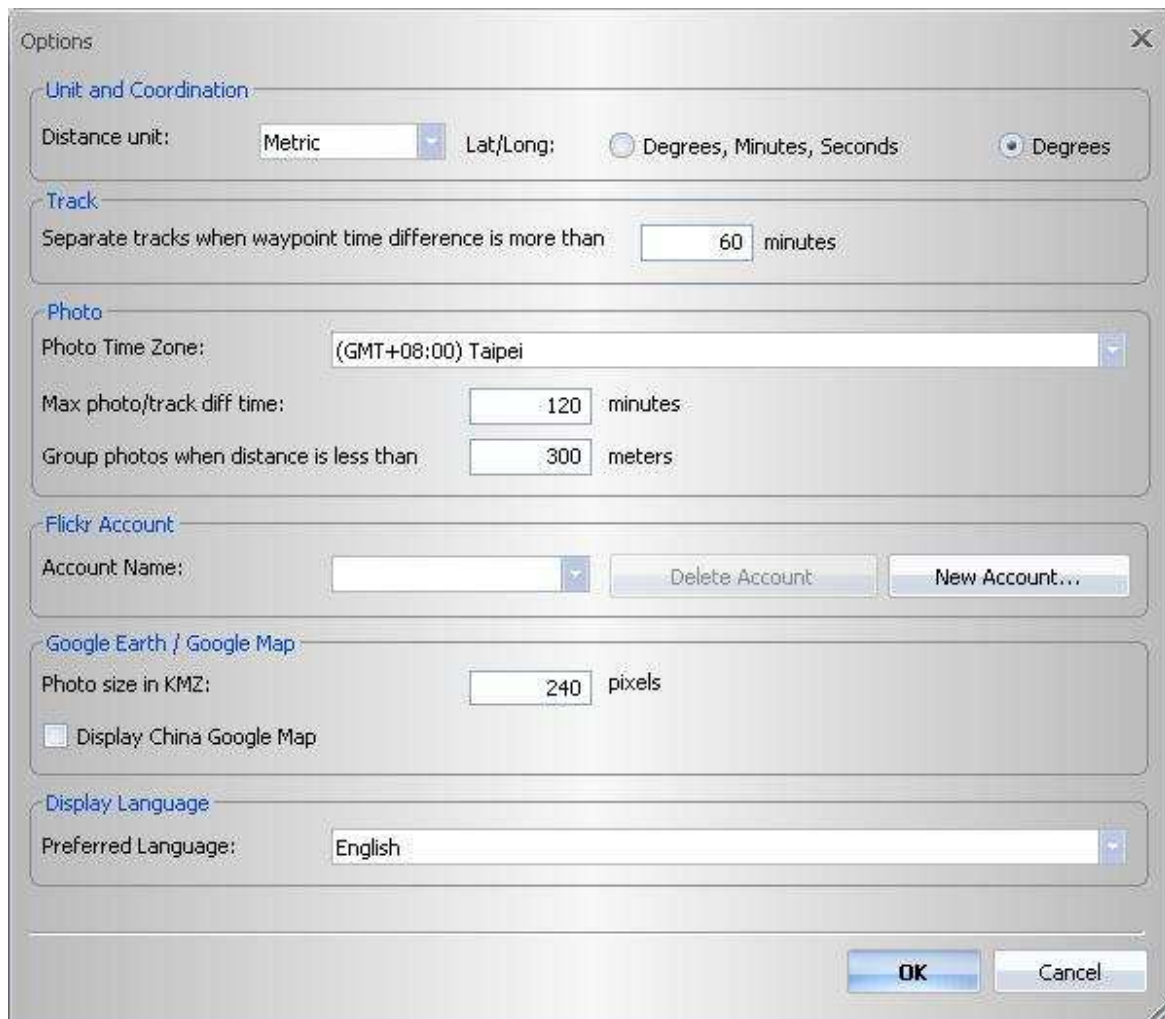 Options
Unit and Coordination
Distance unit: Metric Lat/Long: Degrees, Minutes, Seconds Degrees
Track
Separate tracks when waypoint time difference is more than 60 minutes
Photo
Photo Time Zone: (GMT+08:00) Taipei
Max photo/track diff time: 120 minutes
Group photos when distance is less than 300 meters
Flickr Account
Account Name: Delete Account New Account...
Google Earth / Google Map
Photo size in KMZ: 240 pixels
Display China Google Map
Display Language
Preferred Language: English
OK Cancel